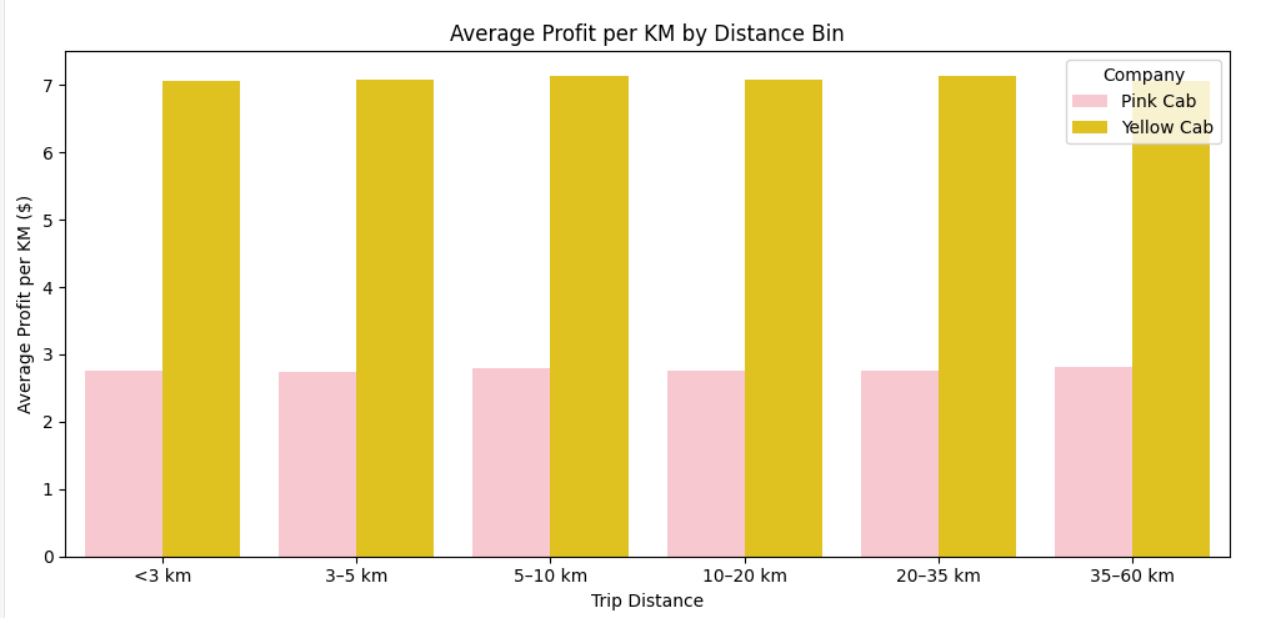 Average Profit per KM by Distance Bin
Average Profit per KM ($)
7
6
5
4
3
2
1
0
Company
Pink Cab
Yellow Cab
<3 km
3–5 km
5–10 km
10–20 km
20–35 km
35–60 km
Trip Distance